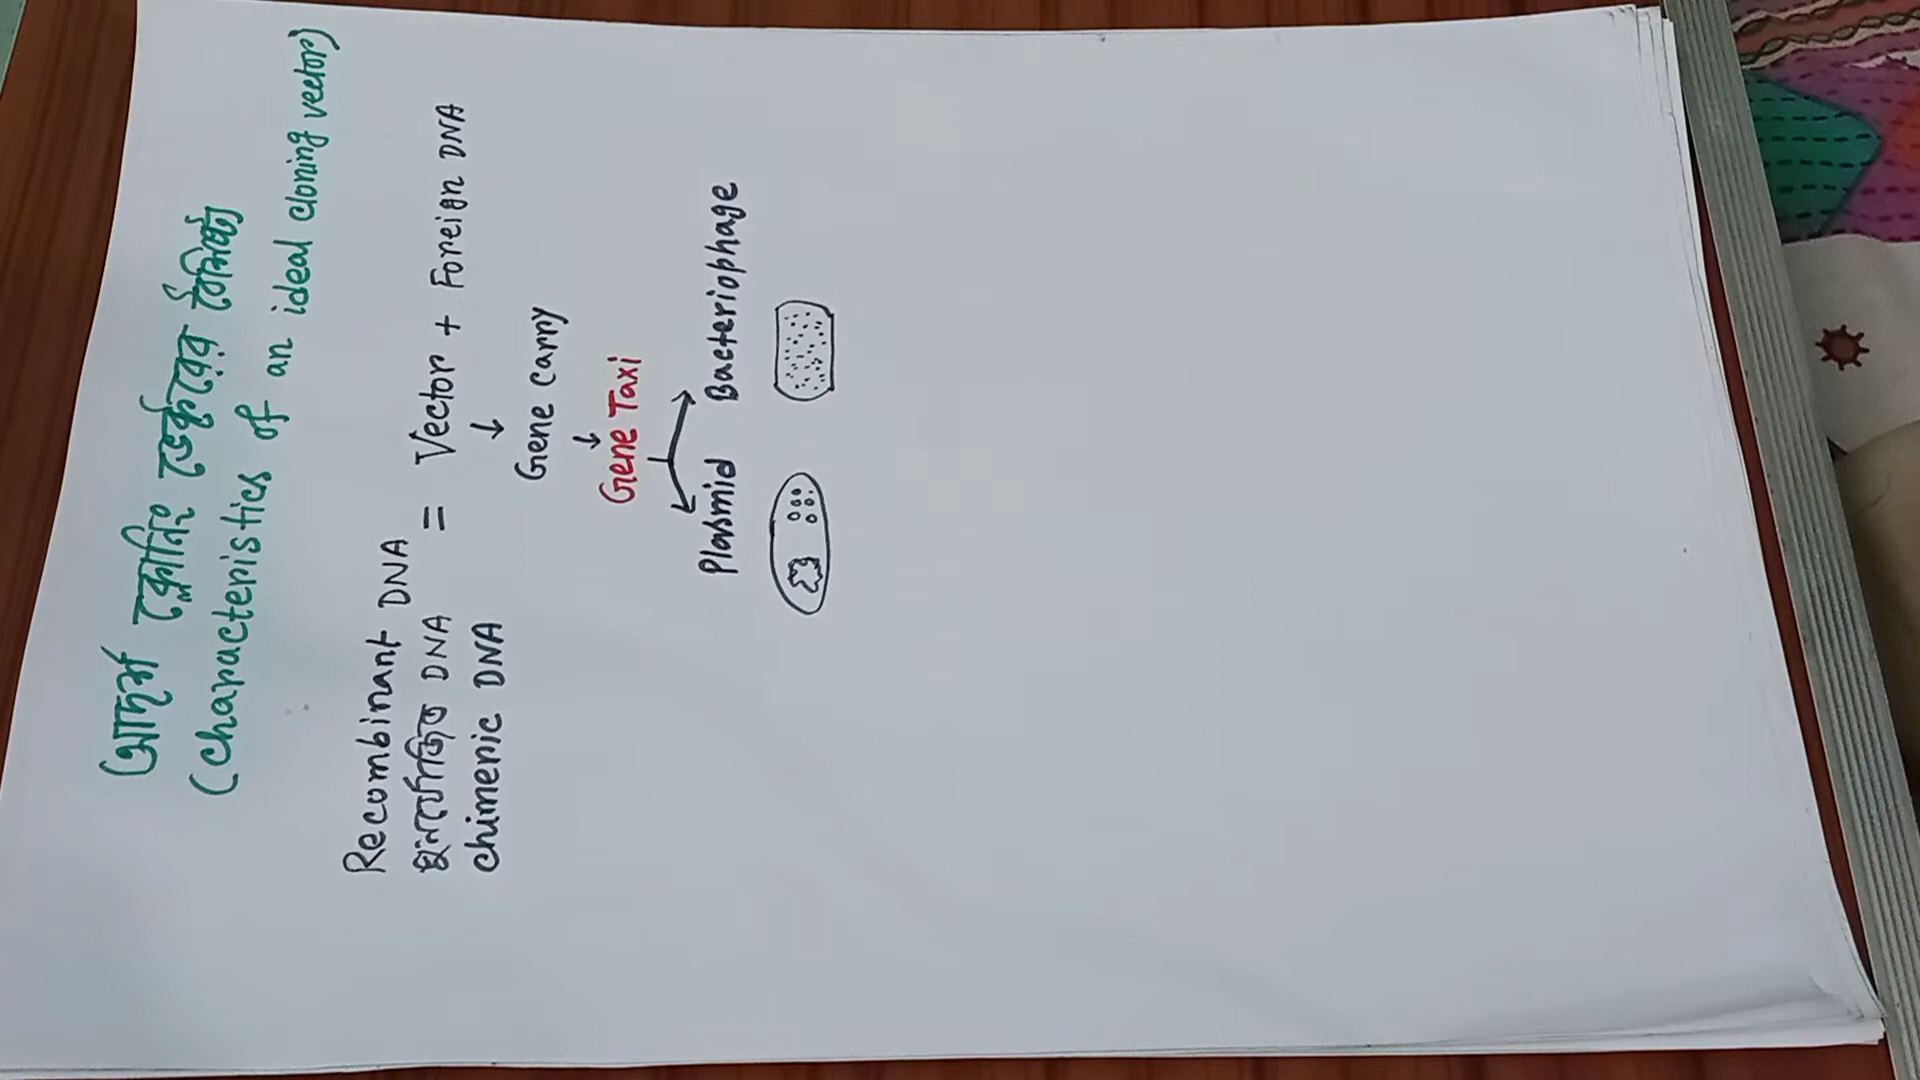 আদর্শ ক্লোনিং ভেক্টরের বৈশিষ্ট্য
(characteristics of an ideal cloning vector)
Recombinant DNA
পুনর্যোজিত DNA = Vector + Foreign DNA
chimeric DNA
↓
Gene carry
↓
Gene Taxi
Plasmid Bacteriophage